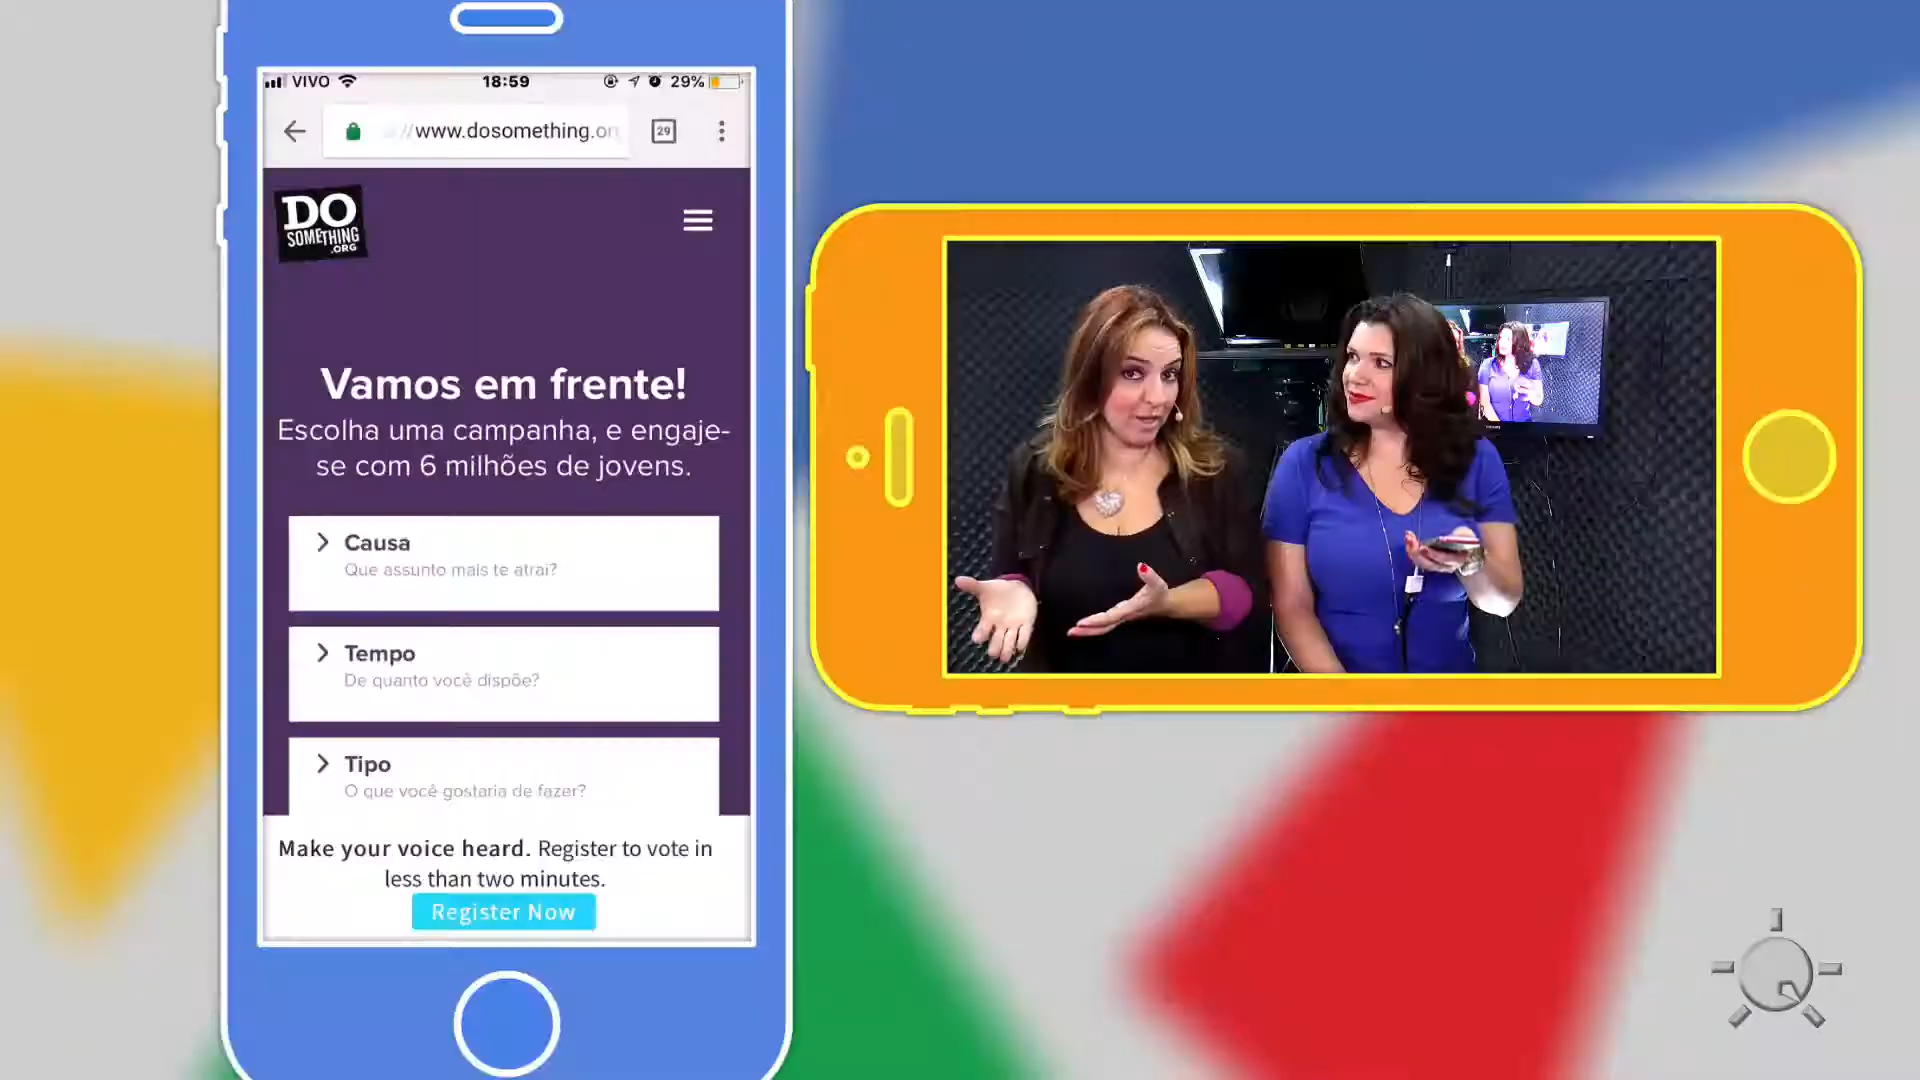 VIVO 18:59 29%
//www.dosomething.or
29
DO
SOMETHING
.ORG
Vamos em frente!
Escolha uma campanha, e engaje-
se com 6 milhões de jovens.
Causa
Que assunto mais te atrai?
Tempo
De quanto você dispõe?
Tipo
O que você gostaria de fazer?
Make your voice heard. Register to vote in
less than two minutes.
Register Now